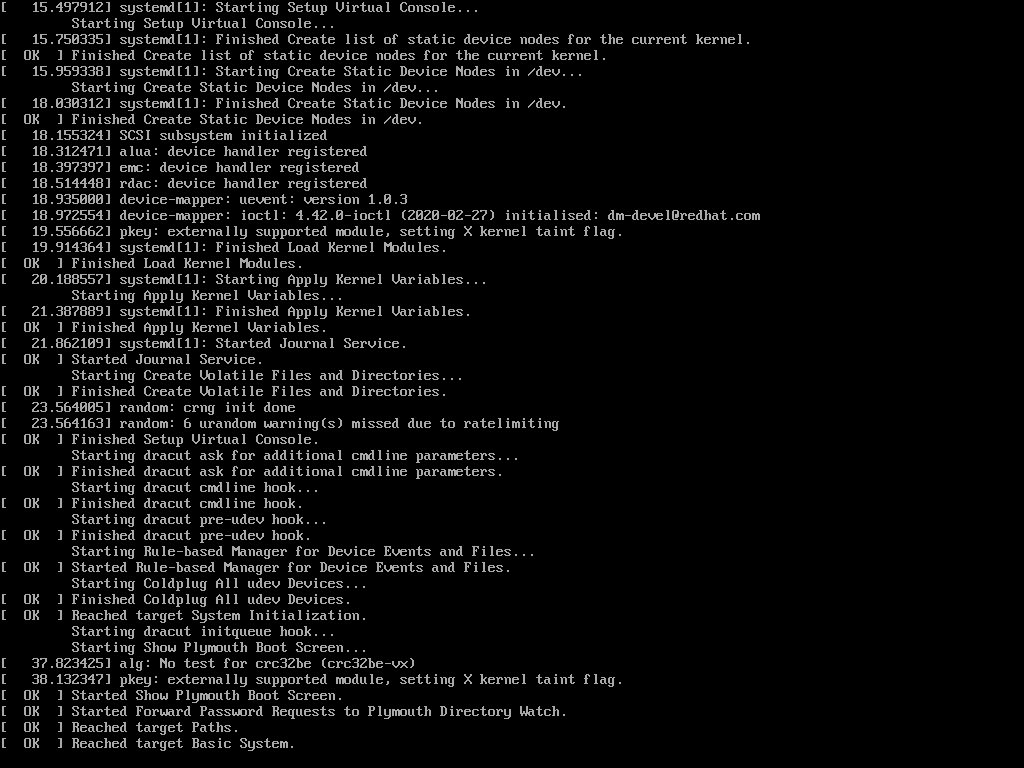 [   15.497912] systemd[1]: Starting Setup Virtual Console...
         Starting Setup Virtual Console...
[   15.750335] systemd[1]: Finished Create list of static device nodes for the current kernel.
[  OK  ] Finished Create list of static device nodes for the current kernel.
[   15.959338] systemd[1]: Starting Create Static Device Nodes in /dev...
         Starting Create Static Device Nodes in /dev...
[   18.030312] systemd[1]: Finished Create Static Device Nodes in /dev.
[  OK  ] Finished Create Static Device Nodes in /dev.
[   18.155324] SCSI subsystem initialized
[   18.312471] alua: device handler registered
[   18.397397] emc: device handler registered
[   18.514448] rdac: device handler registered
[   18.935000] device-mapper: uevent: version 1.0.3
[   18.972554] device-mapper: ioctl: 4.42.0-ioctl (2020-02-27) initialised: dm-devel@redhat.com
[   19.556662] pkey: externally supported module, setting X kernel taint flag.
[   19.914364] systemd[1]: Finished Load Kernel Modules.
[  OK  ] Finished Load Kernel Modules.
[   20.188557] systemd[1]: Starting Apply Kernel Variables...
         Starting Apply Kernel Variables...
[   21.387889] systemd[1]: Finished Apply Kernel Variables.
[  OK  ] Finished Apply Kernel Variables.
[   21.862109] systemd[1]: Started Journal Service.
[  OK  ] Started Journal Service.
         Starting Create Volatile Files and Directories...
[  OK  ] Finished Create Volatile Files and Directories.
[   23.564005] random: crng init done
[   23.564163] random: 6 urandom warning(s) missed due to ratelimiting
[  OK  ] Finished Setup Virtual Console.
         Starting dracut ask for additional cmdline parameters...
[  OK  ] Finished dracut ask for additional cmdline parameters.
         Starting dracut cmdline hook...
[  OK  ] Finished dracut cmdline hook.
         Starting dracut pre-udev hook...
[  OK  ] Finished dracut pre-udev hook.
         Starting Rule-based Manager for Device Events and Files...
[  OK  ] Started Rule-based Manager for Device Events and Files.
         Starting Coldplug All udev Devices...
[  OK  ] Finished Coldplug All udev Devices.
[  OK  ] Reached target System Initialization.
         Starting dracut initqueue hook...
         Starting Show Plymouth Boot Screen...
[   37.823425] alg: No test for crc32be (crc32be-vx)
[   38.132347] pkey: externally supported module, setting X kernel taint flag.
[  OK  ] Started Show Plymouth Boot Screen.
[  OK  ] Started Forward Password Requests to Plymouth Directory Watch.
[  OK  ] Reached target Paths.
[  OK  ] Reached target Basic System.